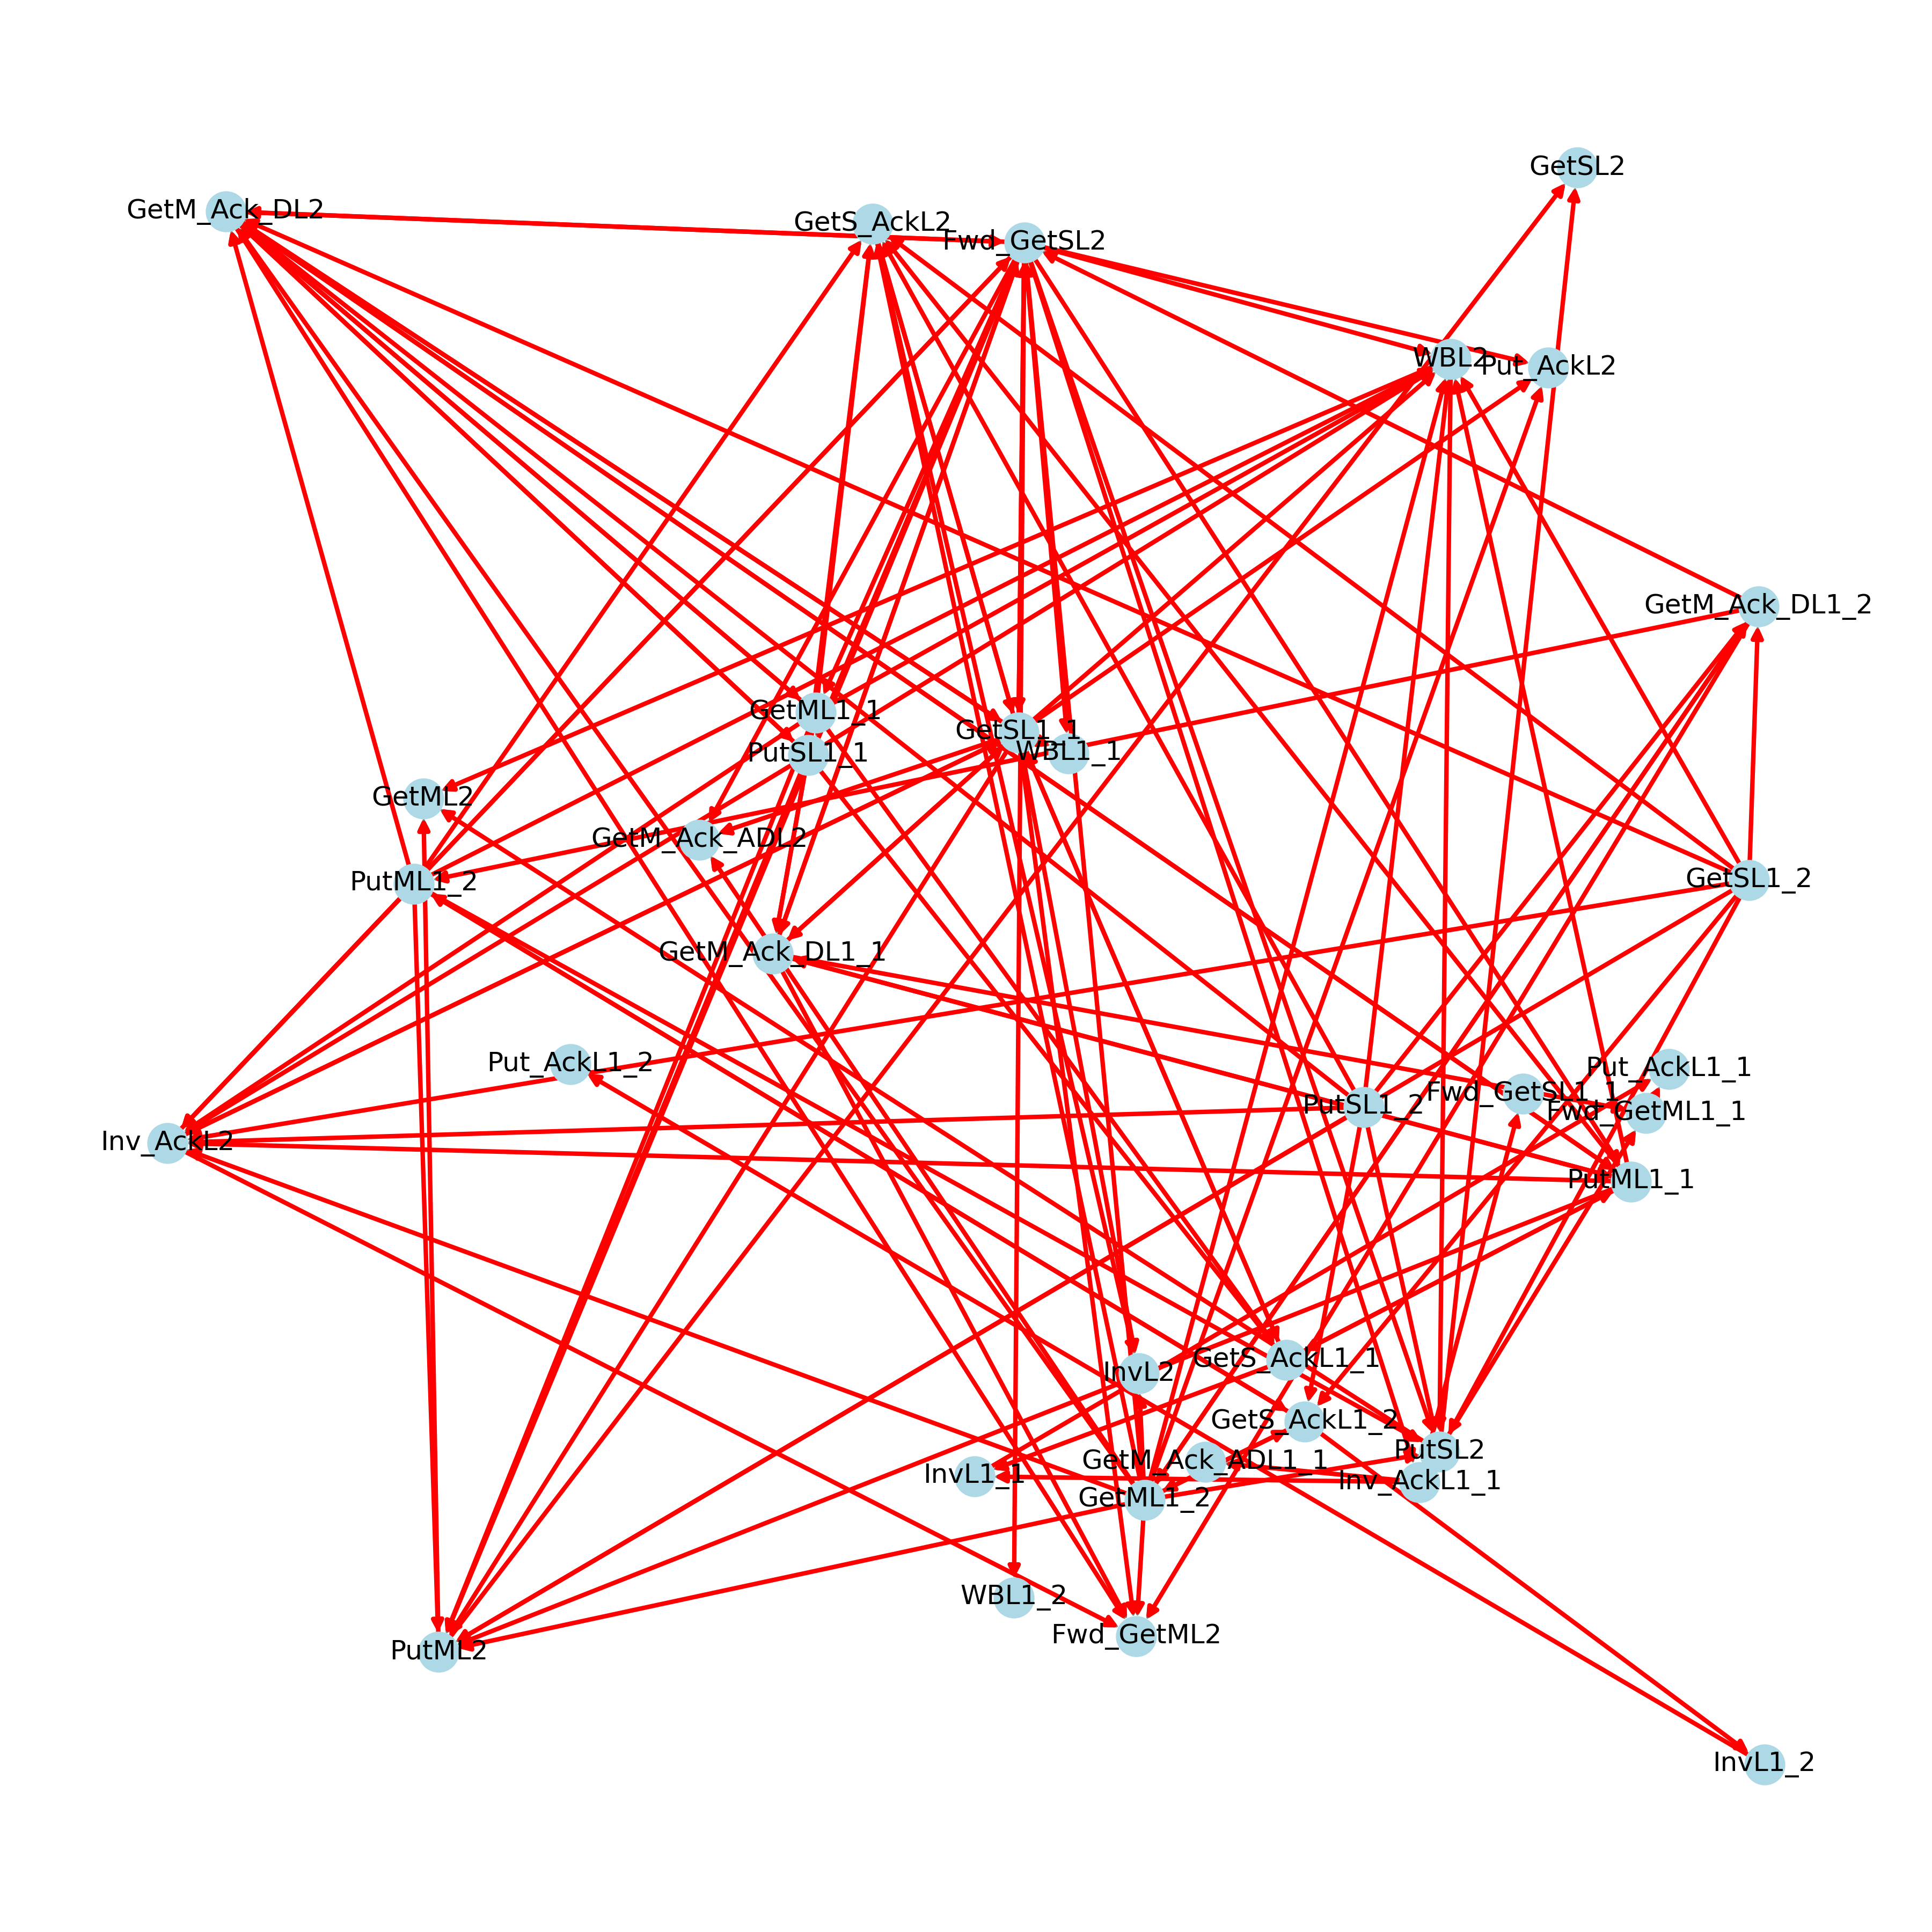 GetSL2
GetM_Ack_DL2
GetS_AckL2
Fwd_GetSL2
WBL2
Put_AckL2
GetM_Ack_DL1_2
GetML1_1
GetSL1_1
PutSL1_1
WBL1_1
GetML2
GetM_Ack_ADL2
PutML1_2
GetSL1_2
GetM_Ack_DL1_1
Put_AckL1_2
Put_AckL1_1
Fwd_GetSL1_1
PutSL1_2
Fwd_GetML1_1
Inv_AckL2
PutML1_1
GetS_AckL1_1
InvL2
GetS_AckL1_2
PutSL2
GetM_Ack_ADL1_1
InvL1_1
Inv_AckL1_1
GetML1_2
WBL1_2
Fwd_GetML2
PutML2
InvL1_2